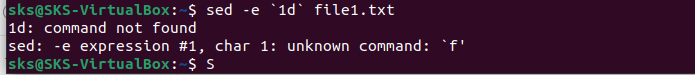 sks@SKS-VirtualBox:~$ sed -e `1d` file1.txt
1d: command not found
sed: -e expression #1, char 1: unknown command: `f'
sks@SKS-VirtualBox:~$ S